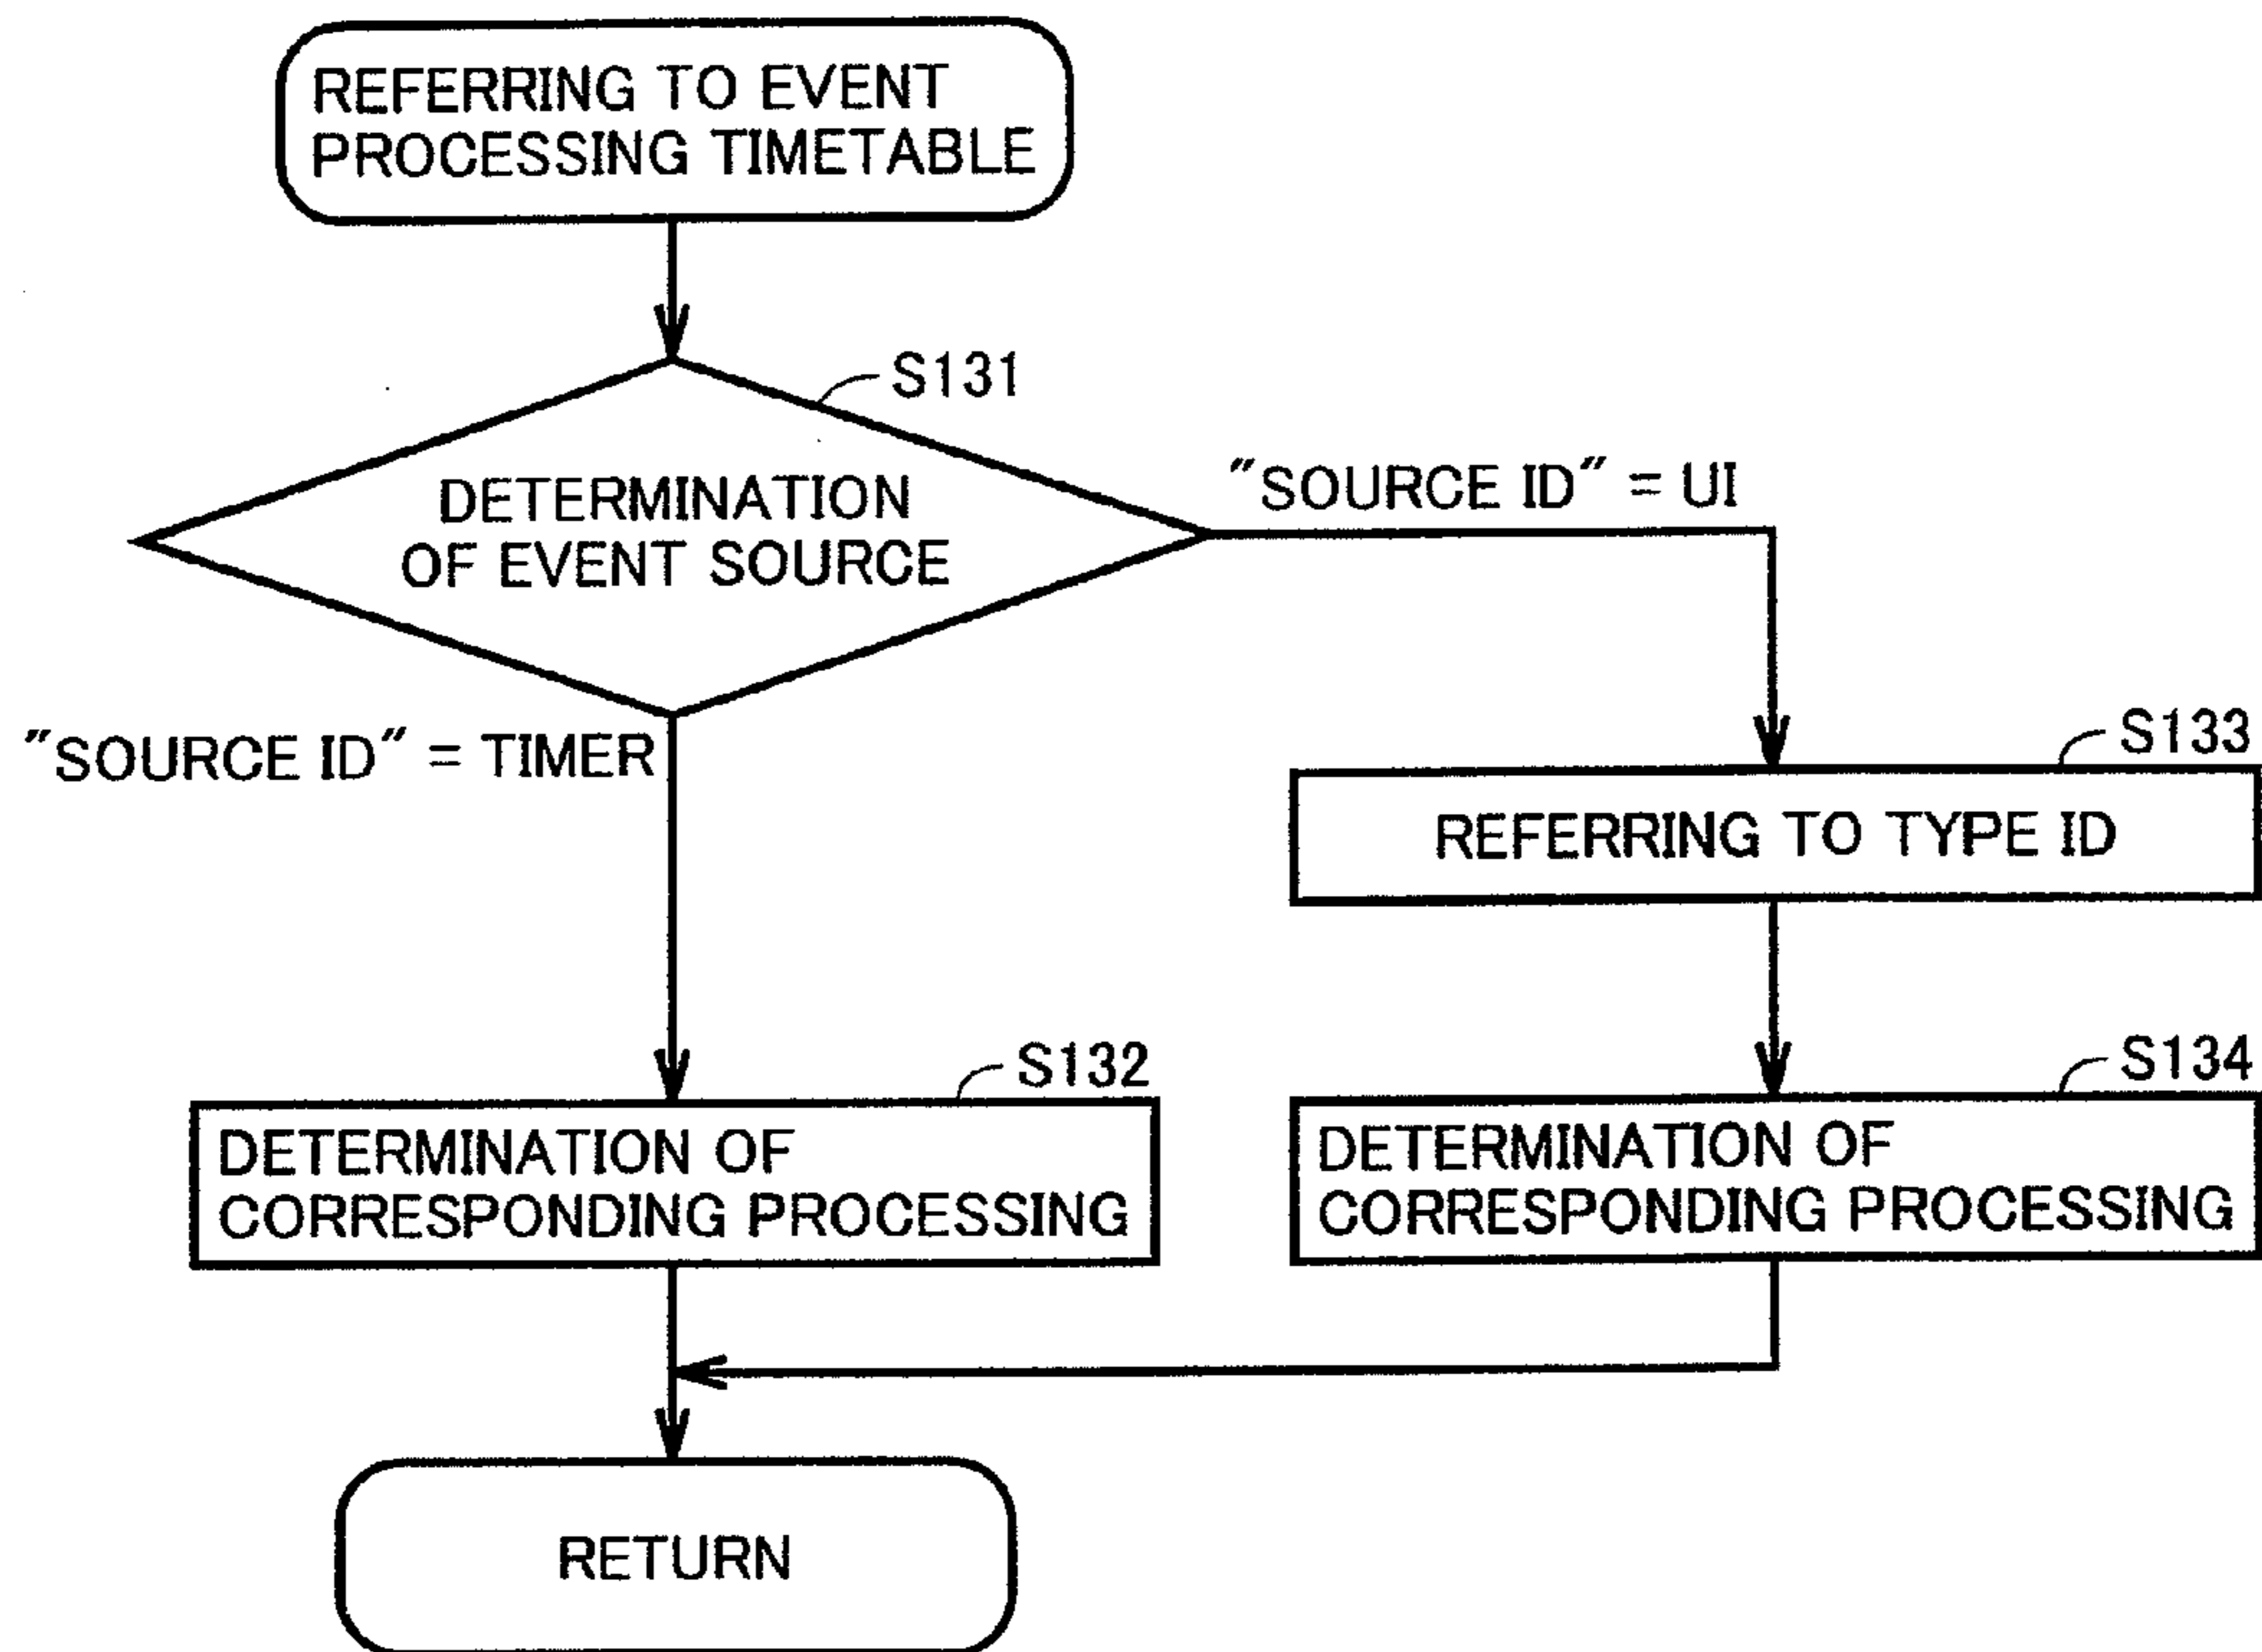 REFERRING TO EVENT
PROCESSING TIMETABLE
S131
DETERMINATION
OF EVENT SOURCE
"SOURCE ID" = UI
"SOURCE ID" = TIMER
S133
REFERRING TO TYPE ID
S132
DETERMINATION OF
CORRESPONDING PROCESSING
S134
DETERMINATION OF
CORRESPONDING PROCESSING
RETURN